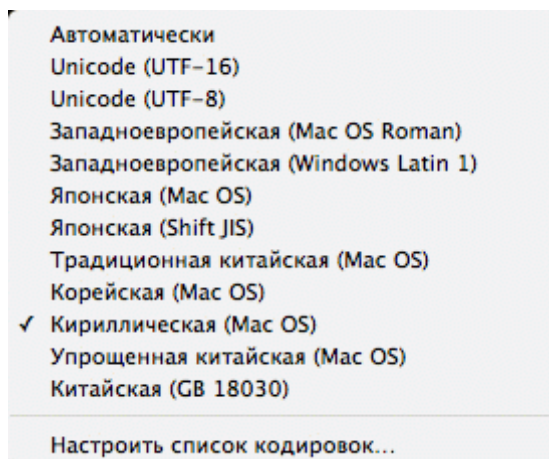 Автоматически
Unicode (UTF-16)
Unicode (UTF-8)
Западноевропейская (Mac OS Roman)
Западноевропейская (Windows Latin 1)
Японская (Mac OS)
Японская (Shift JIS)
Традиционная китайская (Mac OS)
Корейская (Mac OS)
✓ Кириллическая (Mac OS)
Упрощенная китайская (Mac OS)
Китайская (GB 18030)
Настроить список кодировок...